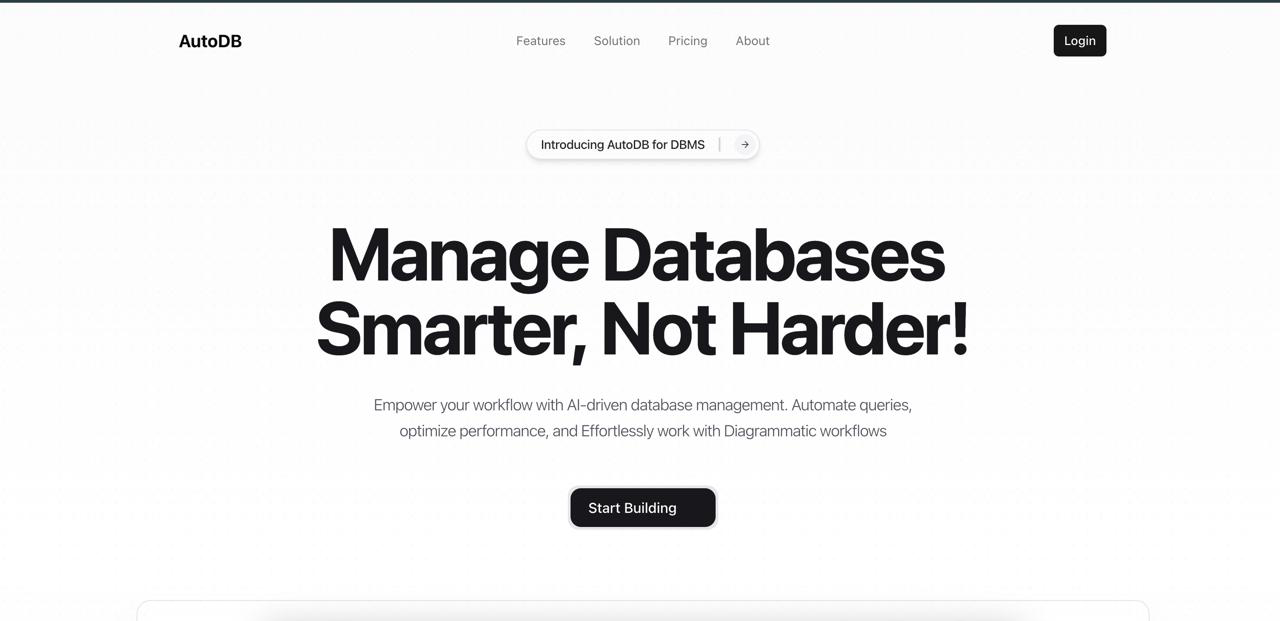 AutoDB
Features Solution Pricing About
Login
Introducing AutoDB for DBMS
Manage Databases
Smarter, Not Harder!
Empower your workflow with AI-driven database management. Automate queries,
optimize performance, and Effortlessly work with Diagrammatic workflows
Start Building